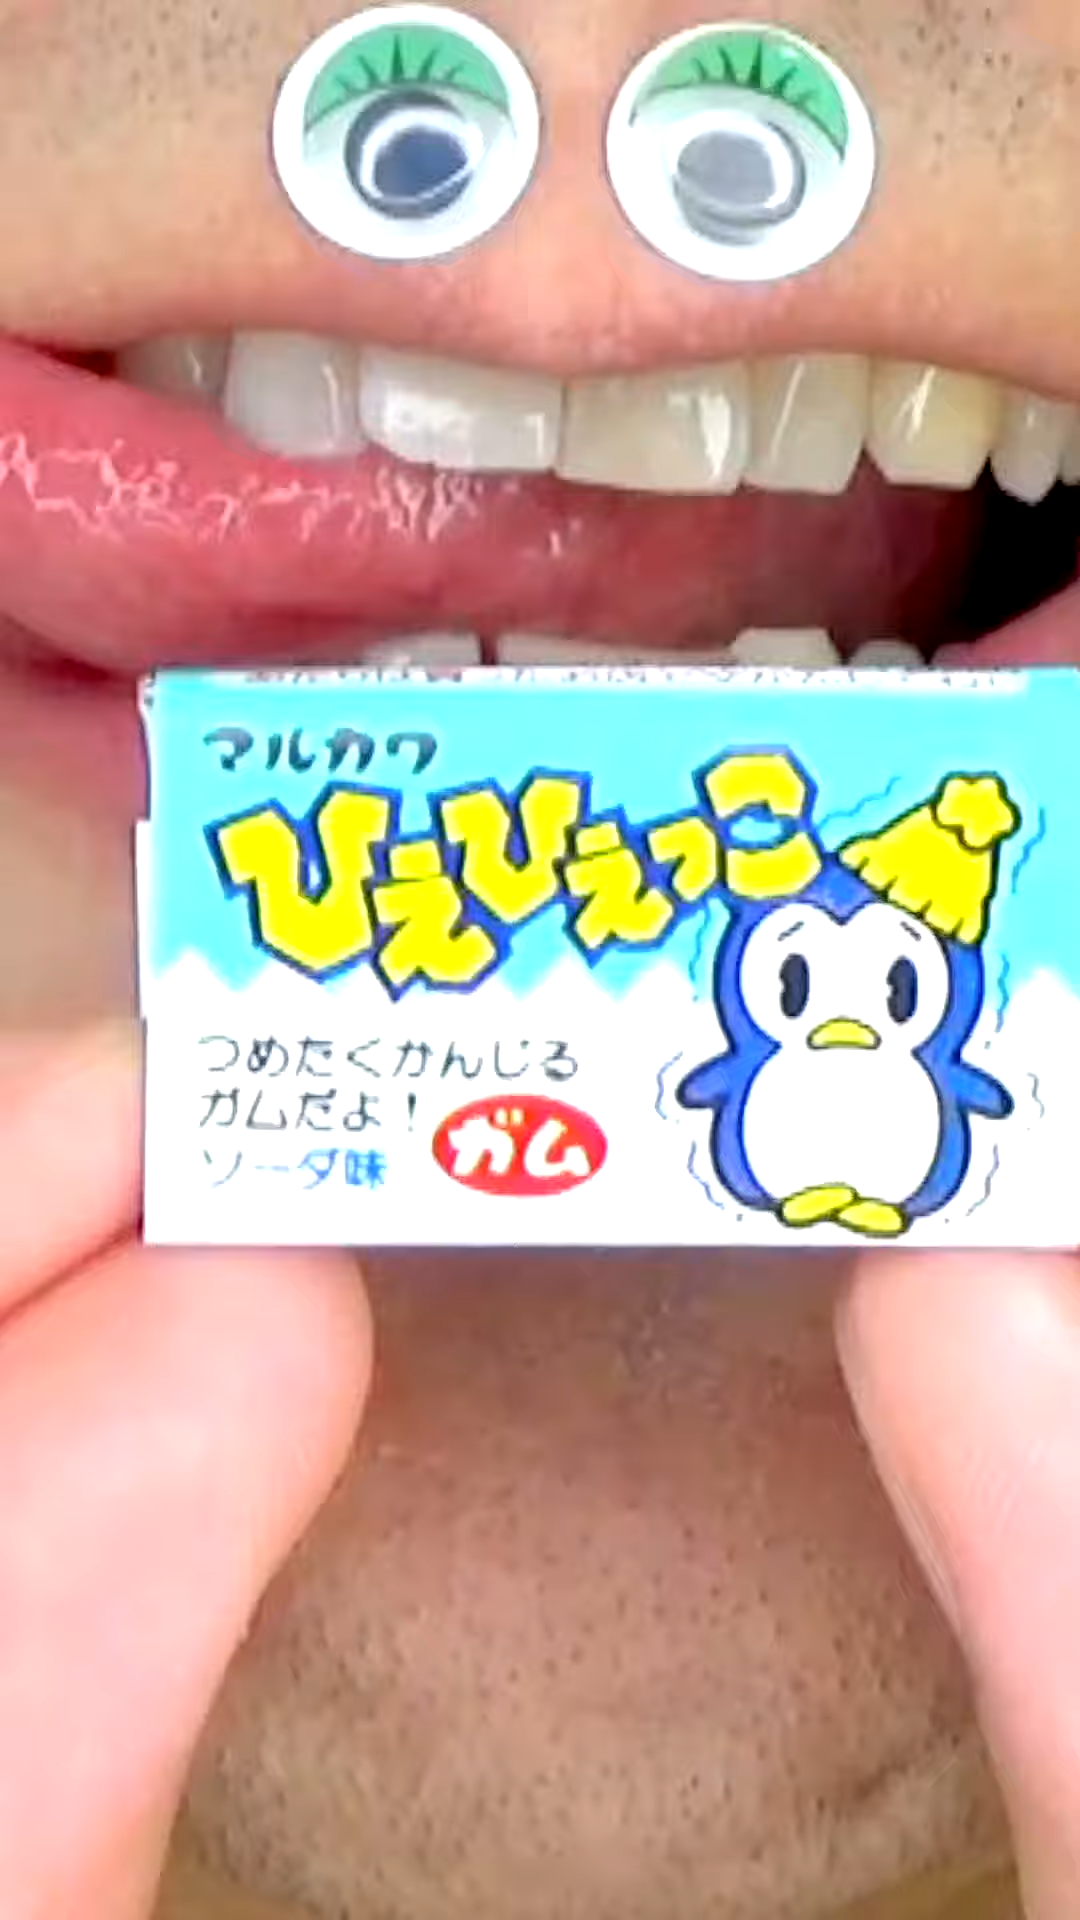 マルカワ
ひえひえっこ
つめたくかんじる
ガムだよ！
ソーダ味
ガム